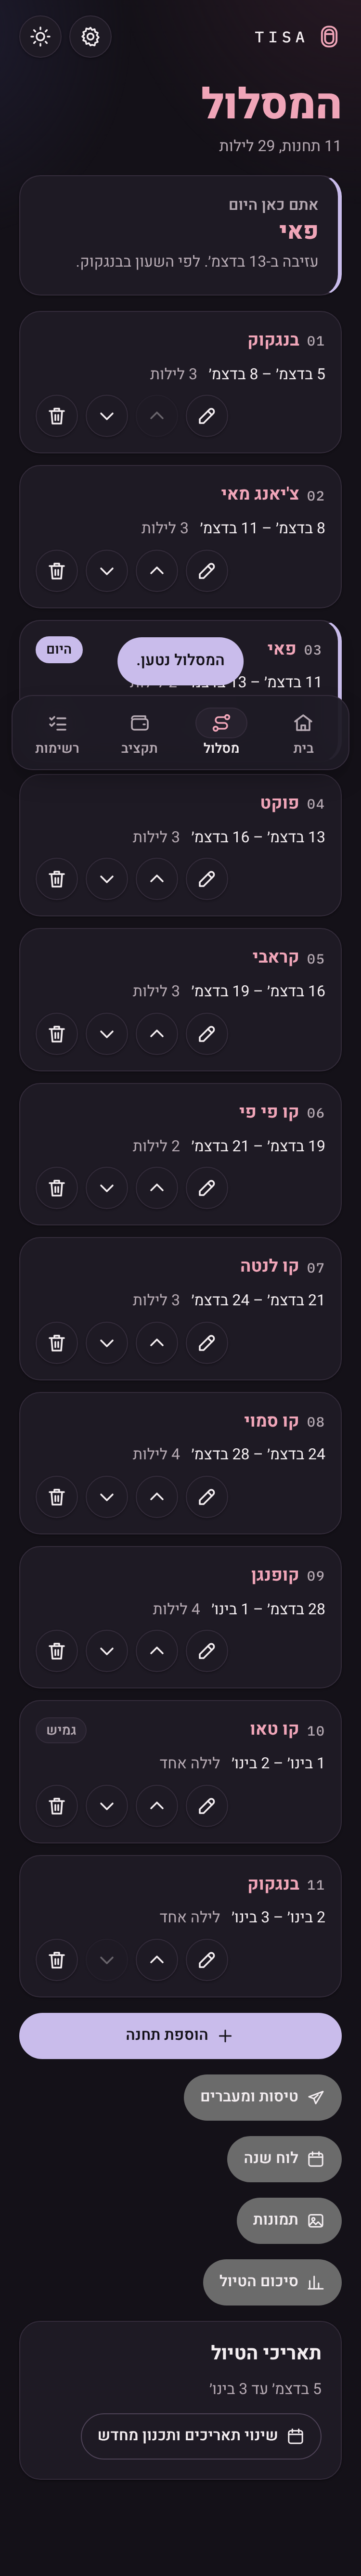 TISA
המסלול
11 תחנות, 29 לילות
אתם כאן היום
פאי
עזיבה ב-13 בדצמ׳. לפי השעון בבנגקוק.
01 בנגקוק
5 בדצמ׳ – 8 בדצמ׳ 3 לילות
02 צ'יאנג מאי
8 בדצמ׳ – 11 בדצמ׳ 3 לילות
03 פאי היום
המסלול נטען.
11 בדצמ׳ – 13 בדצמ׳ 2 לילות
בית מסלול תקציב רשימות
04 פוקט
13 בדצמ׳ – 16 בדצמ׳ 3 לילות
05 קראבי
16 בדצמ׳ – 19 בדצמ׳ 3 לילות
06 קו פי פי
19 בדצמ׳ – 21 בדצמ׳ 2 לילות
07 קו לנטה
21 בדצמ׳ – 24 בדצמ׳ 3 לילות
08 קו סמוי
24 בדצמ׳ – 28 בדצמ׳ 4 לילות
09 קופנגן
28 בדצמ׳ – 1 בינו׳ 4 לילות
10 קו טאו גמיש
1 בינו׳ – 2 בינו׳ לילה אחד
11 בנגקוק
2 בינו׳ – 3 בינו׳ לילה אחד
הוספת תחנה
טיסות ומעברים
לוח שנה
תמונות
סיכום הטיול
תאריכי הטיול
5 בדצמ׳ עד 3 בינו׳
שינוי תאריכים ותכנון מחדש